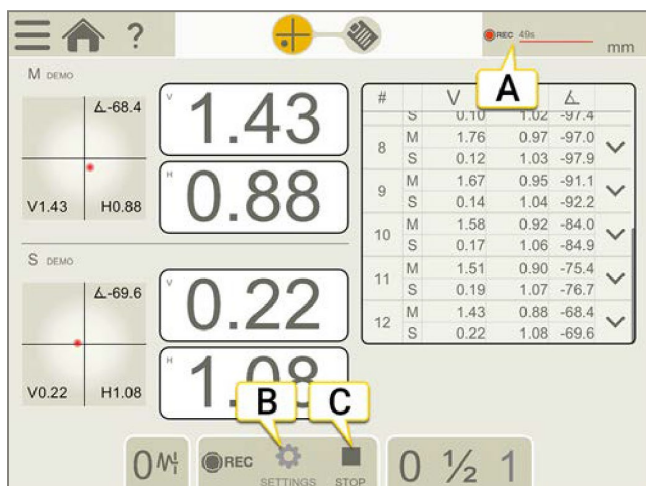 ?
REC 49s
mm
A
M DEMO
∡-68.4
V1.43 H0.88
V
1.43
H
0.88
S DEMO
∡-69.6
V0.22 H1.08
V
0.22
H
1.08
# V ∡
S 0.10 1.02 -97.4
8 M 1.76 0.97 -97.0
S 0.12 1.03 -97.9
9 M 1.67 0.95 -91.1
S 0.14 1.04 -92.2
10 M 1.58 0.92 -84.0
S 0.17 1.06 -84.9
11 M 1.51 0.90 -75.4
S 0.19 1.07 -76.7
12 M 1.43 0.88 -68.4
S 0.22 1.08 -69.6
B C
0
REC
SETTINGS STOP
0 ½ 1